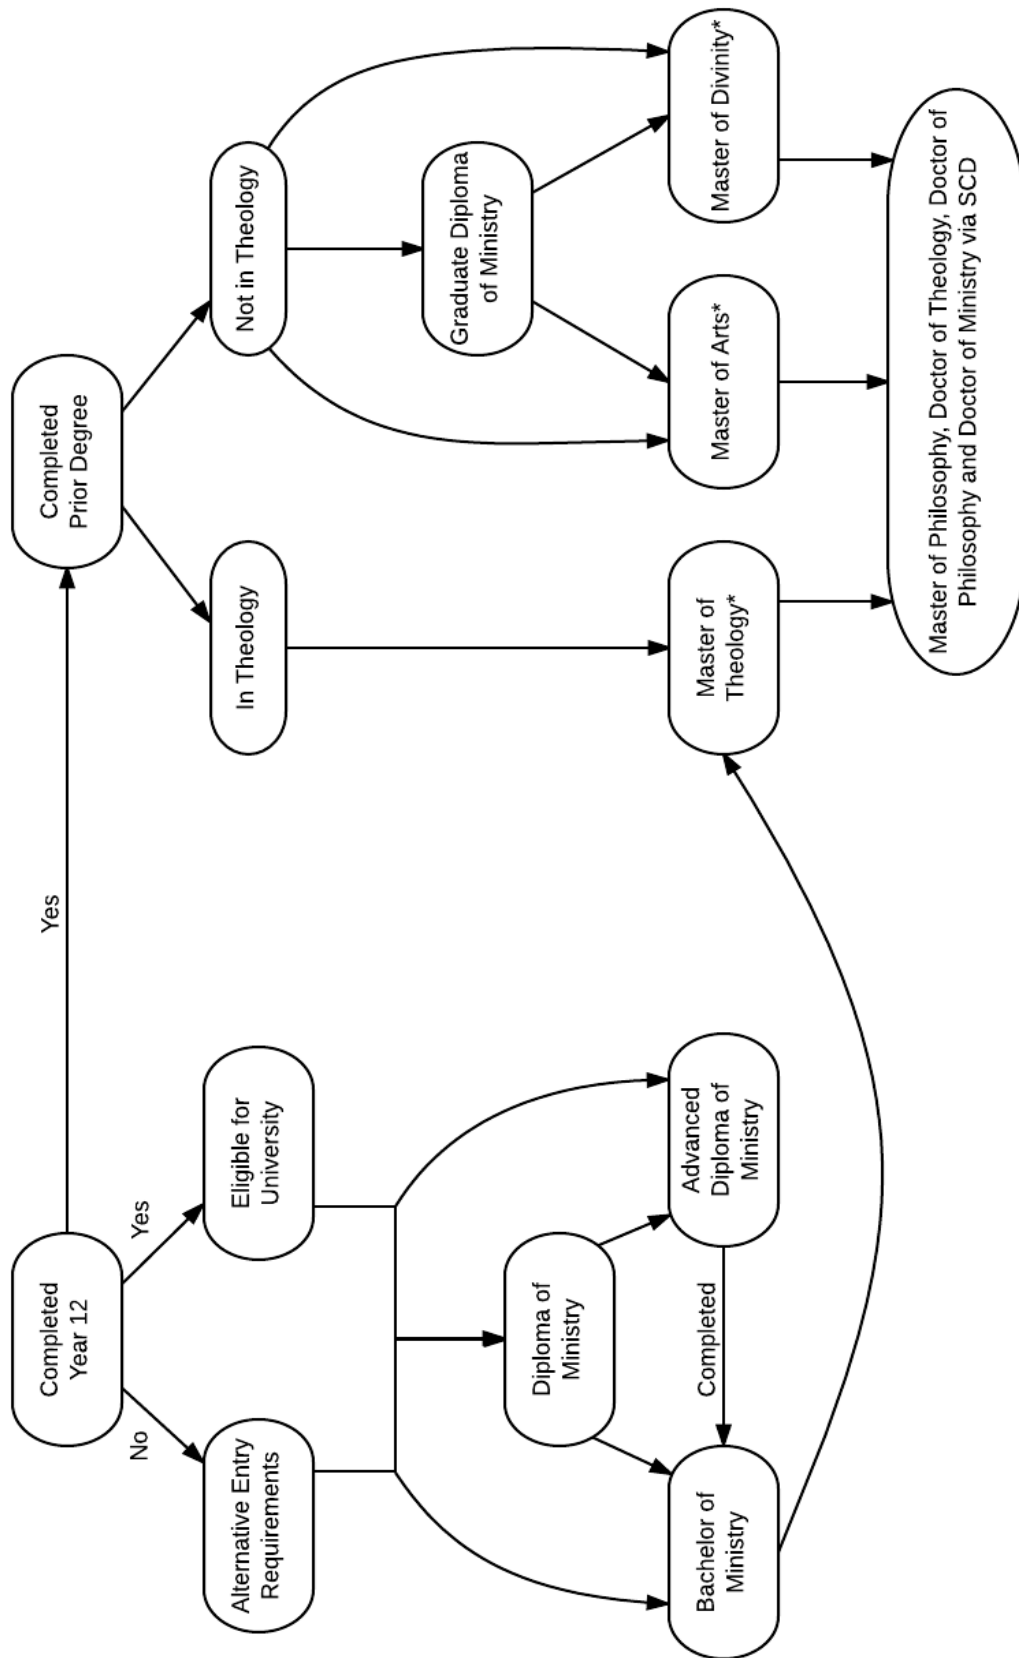 Completed
Year 12
Yes
Completed
Prior Degree
No
Yes
Alternative Entry
Requirements
Eligible for
University
In Theology
Not in Theology
Diploma of
Ministry
Graduate Diploma
of Ministry
Bachelor of
Ministry
Completed
Advanced
Diploma of
Ministry
Master of
Theology*
Master of Arts*
Master of Divinity*
Master of Philosophy, Doctor of Theology, Doctor of
Philosophy and Doctor of Ministry via SCD